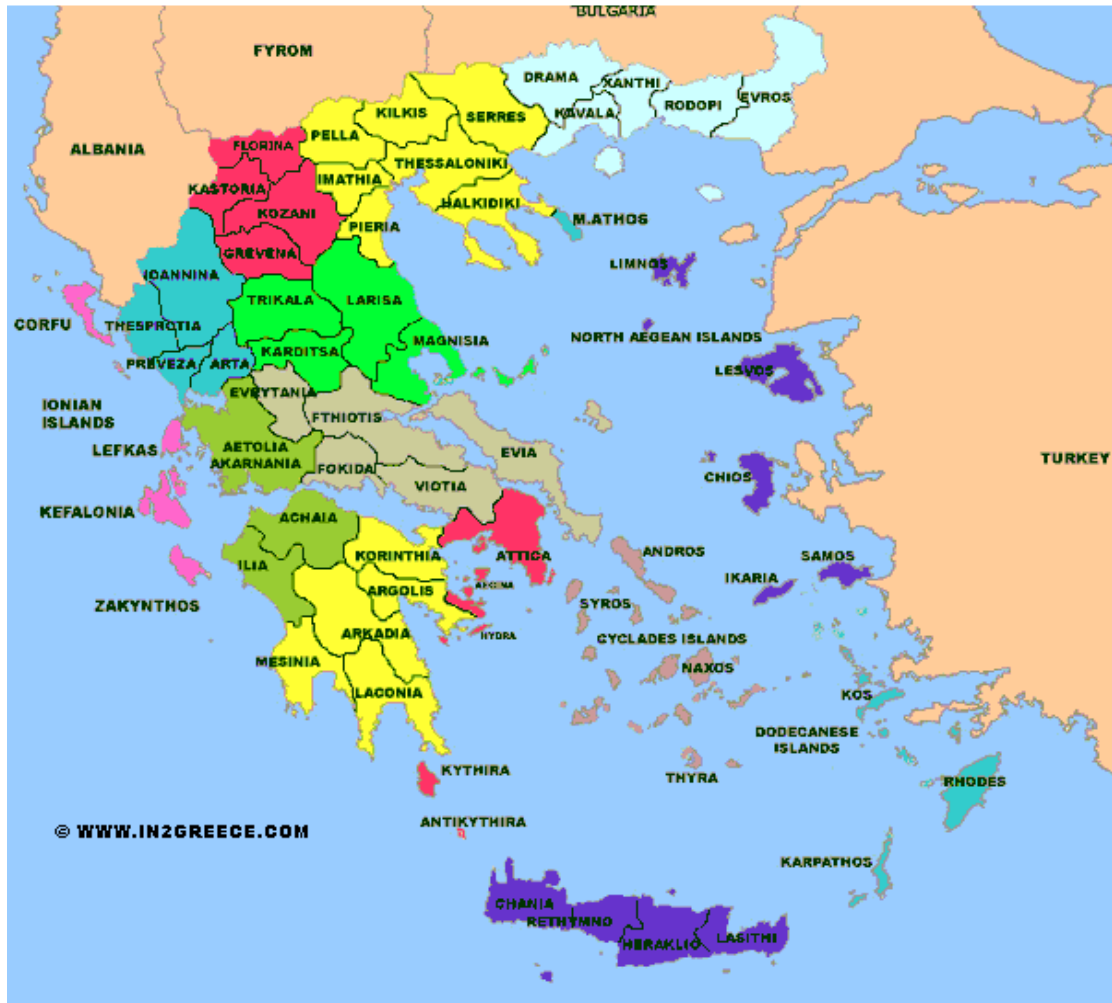 BULGARIA
FYROM
DRAMA
XANTHI
KILKIS
EVROS
RODOPI
KAVALA
SERRES
PELLA
FLORINA
ALBANIA
THESSALONIKI
IMATHIA
KASTORIA
HALKIDIKI
KOZANI
M.ATHOS
PIERIA
GREVENA
LIMNOS
IOANNINA
TRIKALA
LARISA
CORFU
THESPROTIA
NORTH AEGEAN ISLANDS
MAGNISIA
KARDITSA
PREVEZA
ARTA
LESVOS
EVRYTANIA
IONIAN
ISLANDS
FTHIOTIS
LEFKAS
AETOLIA
AKARNANIA
EVIA
TURKEY
FOKIDA
CHIOS
VIOTIA
KEFALONIA
ACHAIA
ANDROS
KORINTHIA
ATTICA
SAMOS
ILIA
IKARIA
AEGINA
ARGOLIS
ZAKYNTHOS
SYROS
ARKADIA
HYDRA
CYCLADES ISLANDS
MESINIA
NAXOS
LACONIA
KOS
DODECANESE
ISLANDS
KYTHIRA
THYRA
RHODES
ANTIKYTHIRA
© WWW.IN2GREECE.COM
KARPATHOS
CHANIA
RETHYMNO
HERAKLIO
LASITHI